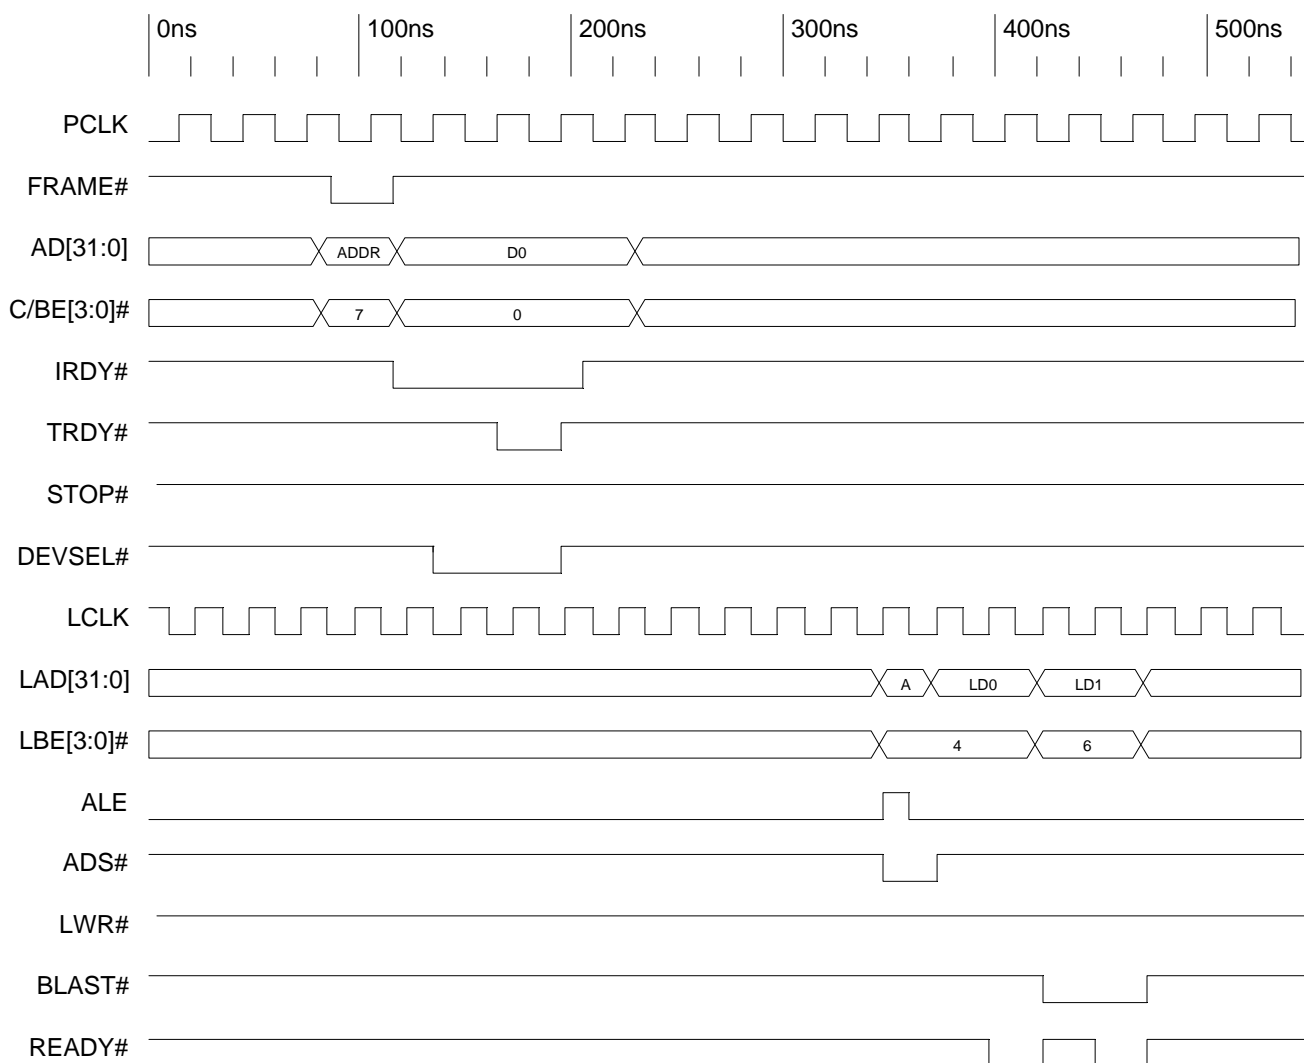 0ns 100ns 200ns 300ns 400ns 500ns
PCLK
FRAME#
AD[31:0] ADDR D0
C/BE[3:0]# 7 0
IRDY#
TRDY#
STOP#
DEVSEL#
LCLK
LAD[31:0] A LD0 LD1
LBE[3:0]# 4 6
ALE
ADS#
LWR#
BLAST#
READY#